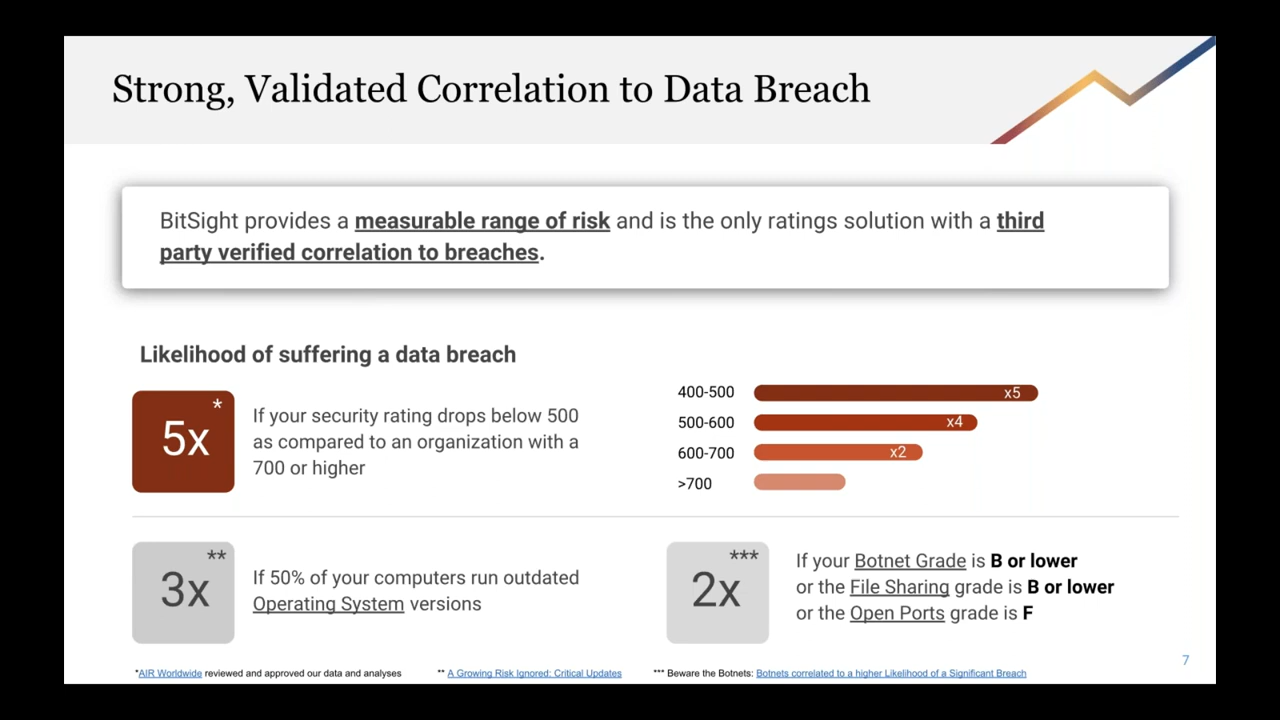 Strong, Validated Correlation to Data Breach
BitSight provides a measurable range of risk and is the only ratings solution with a third
party verified correlation to breaches.
Likelihood of suffering a data breach
5x*
If your security rating drops below 500
as compared to an organization with a
700 or higher
400-500 x5
500-600 x4
600-700 x2
>700
3x**
If 50% of your computers run outdated
Operating System versions
2x***
If your Botnet Grade is B or lower
or the File Sharing grade is B or lower
or the Open Ports grade is F
7
*AIR Worldwide reviewed and approved our data and analyses
** A Growing Risk Ignored: Critical Updates
*** Beware the Botnets: Botnets correlated to a higher Likelihood of a Significant Breach